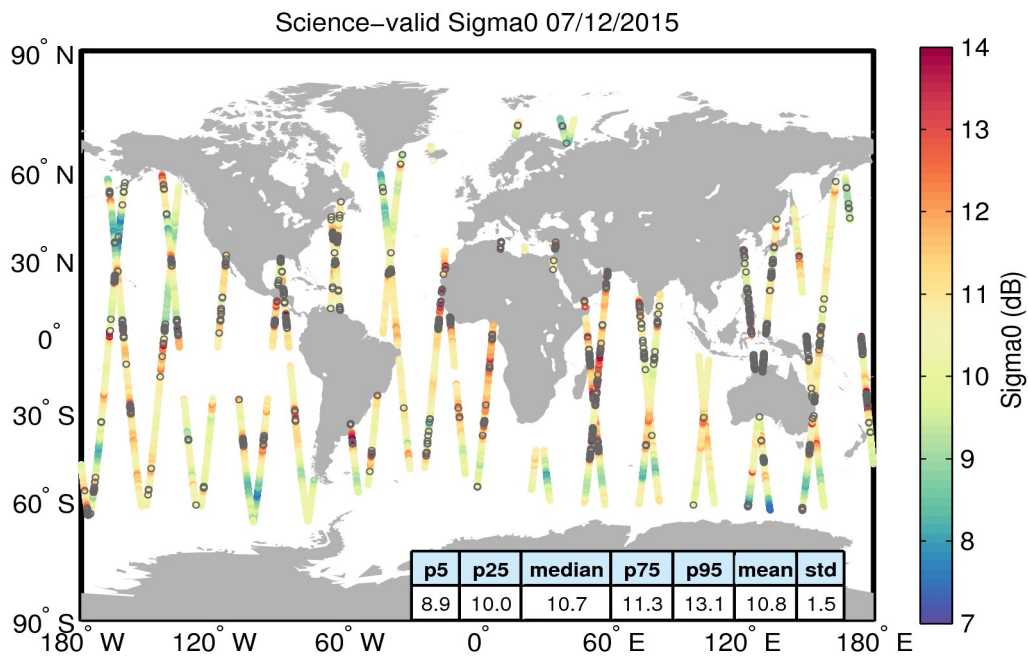 Science−valid Sigma0 07/12/2015
90° N
60° N
30° N
0°
30° S
60° S
90° S
180° W
120° W
60° W
0°
60° E
120° E
180° E
14
13
12
11
10
9
8
7
Sigma0 (dB)
p5 p25 median p75 p95 mean std
8.9 10.0 10.7 11.3 13.1 10.8 1.5